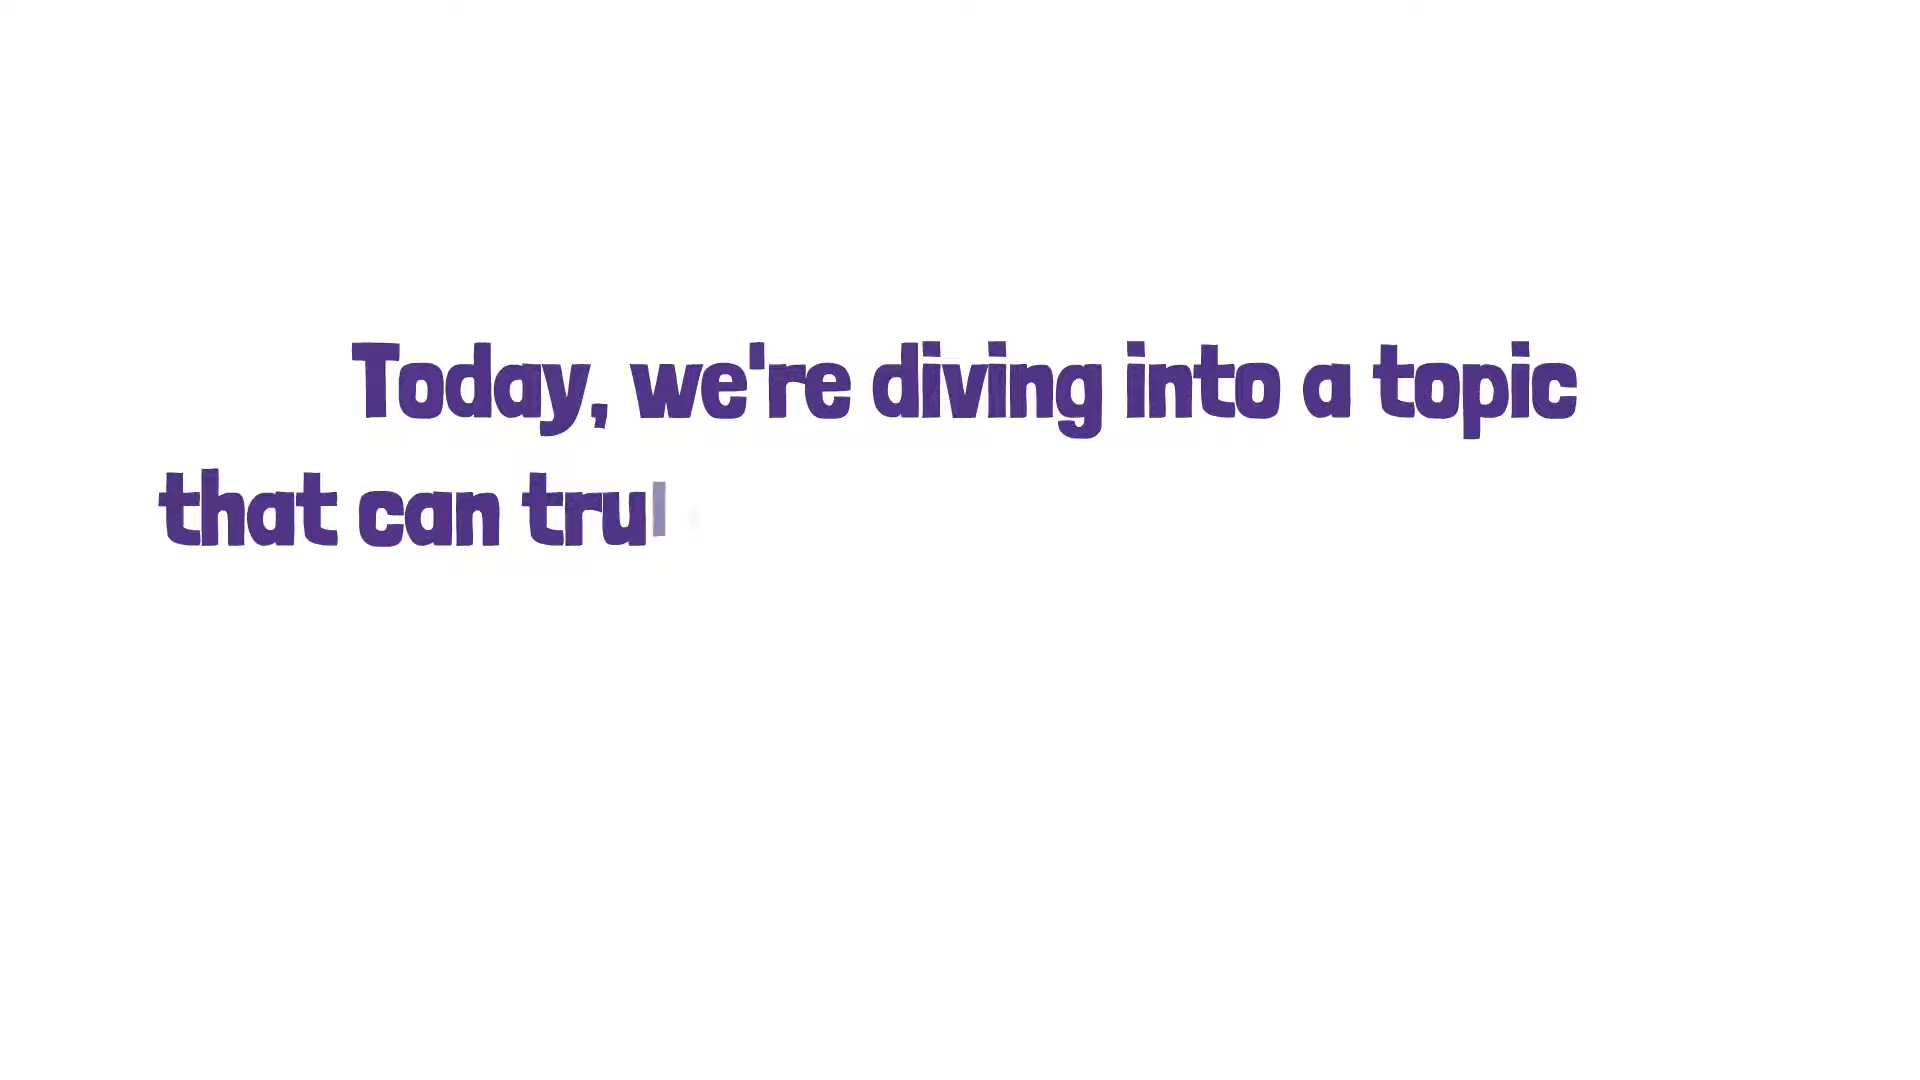 Today, we're diving into a topic
that can tru